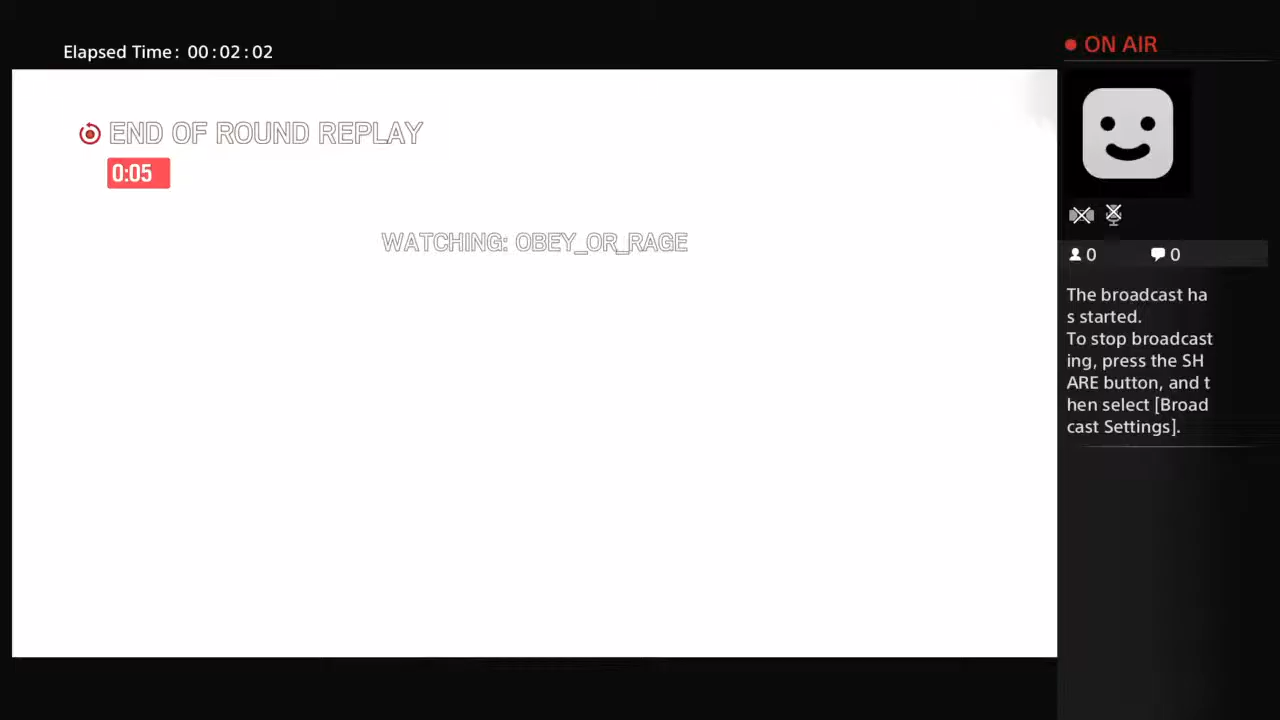 Elapsed Time: 00:02:02
ON AIR
END OF ROUND REPLAY
0:05
WATCHING: OBEY_OR_RAGE
0 0
The broadcast ha
s started.
To stop broadcast
ing, press the SH
ARE button, and t
hen select [Broad
cast Settings].